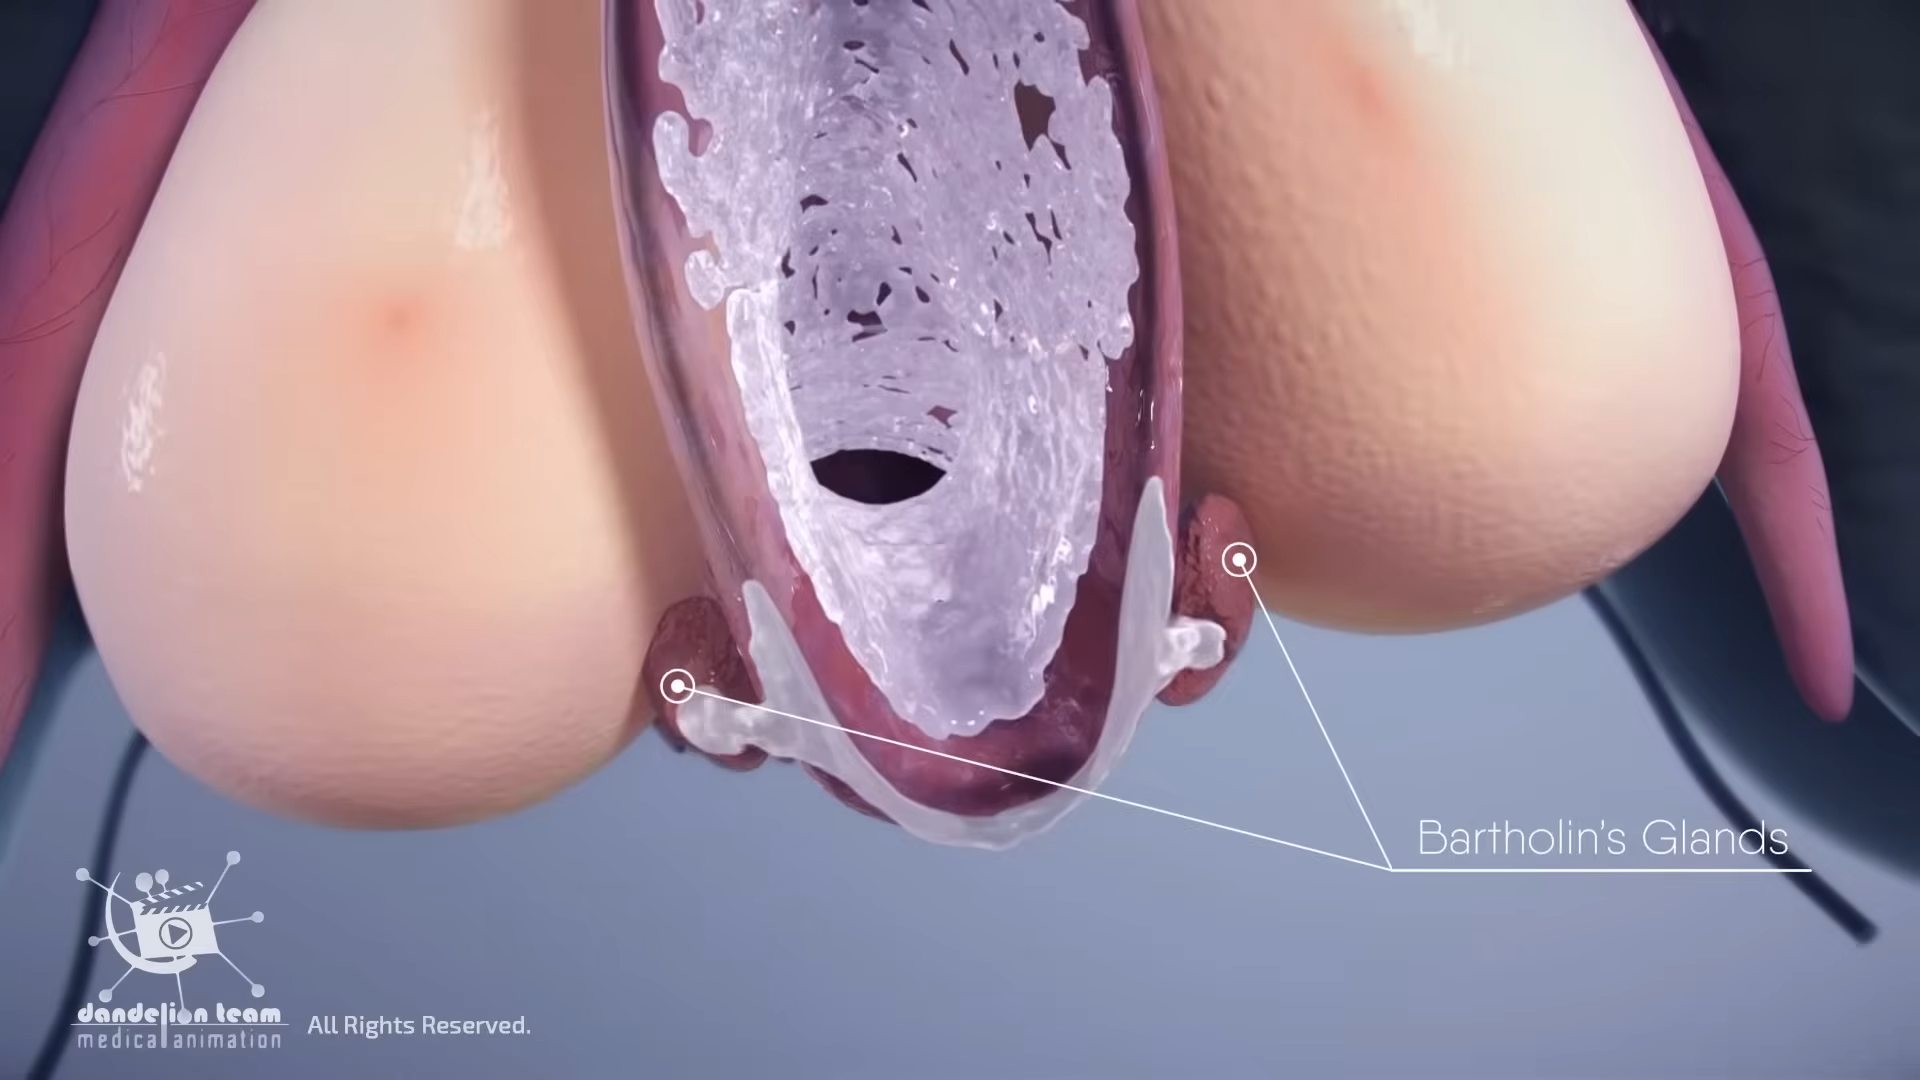 Bartholin's Glands
dandelion team
medical animation
All Rights Reserved.